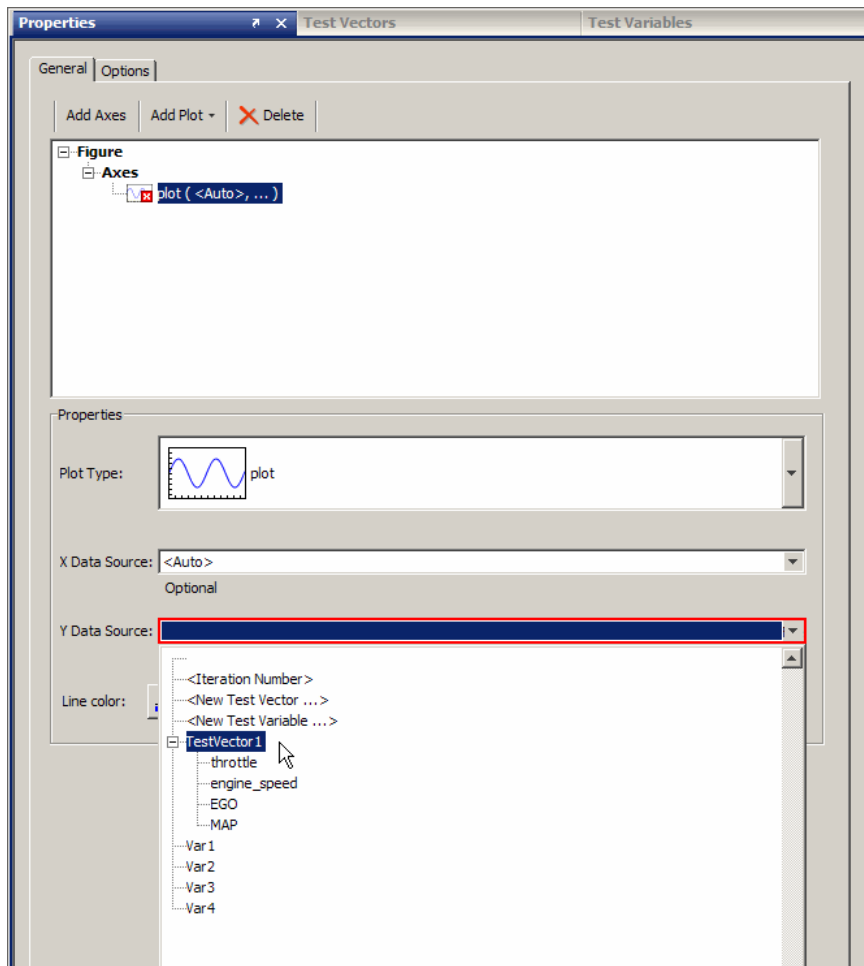 Properties Test Vectors Test Variables
General Options
Add Axes Add Plot Delete
Figure
Axes
plot ( <Auto>, ... )
Properties
Plot Type: plot
X Data Source: <Auto>
Optional
Y Data Source:
<Iteration Number>
<New Test Vector ...>
Line color:
<New Test Variable ...>
TestVector1
throttle
engine_speed
EGO
MAP
Var1
Var2
Var3
Var4